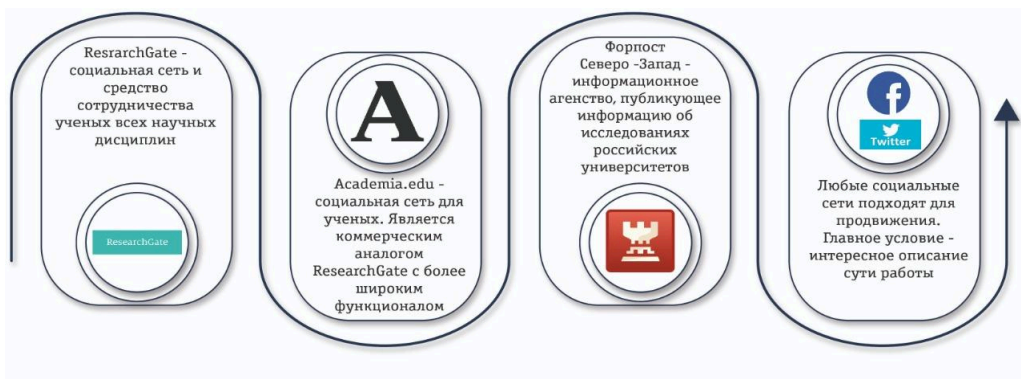 ResrarchGate -
социальная сеть и
средство
сотрудничества
ученых всех научных
дисциплин
ResearchGate
A
Academia.edu -
социальная сеть для
ученых. Является
коммерческим
аналогом
ResearchGate с более
широким
функционалом
Форпост
Северо -Запад -
информационное
агенство, публикующее
информацию об
исследованиях
российских
университетов
f
Twitter
Любые социальные
сети подходят для
продвижения.
Главное условие -
интересное описание
сути работы